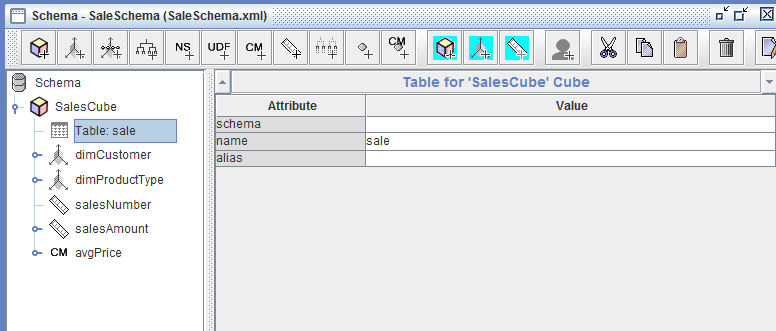 Schema - SaleSchema (SaleSchema.xml)
NS UDF CM CM
Schema
SalesCube
Table: sale
dimCustomer
dimProductType
salesNumber
salesAmount
CM avgPrice
Table for 'SalesCube' Cube
Attribute Value
schema
name sale
alias